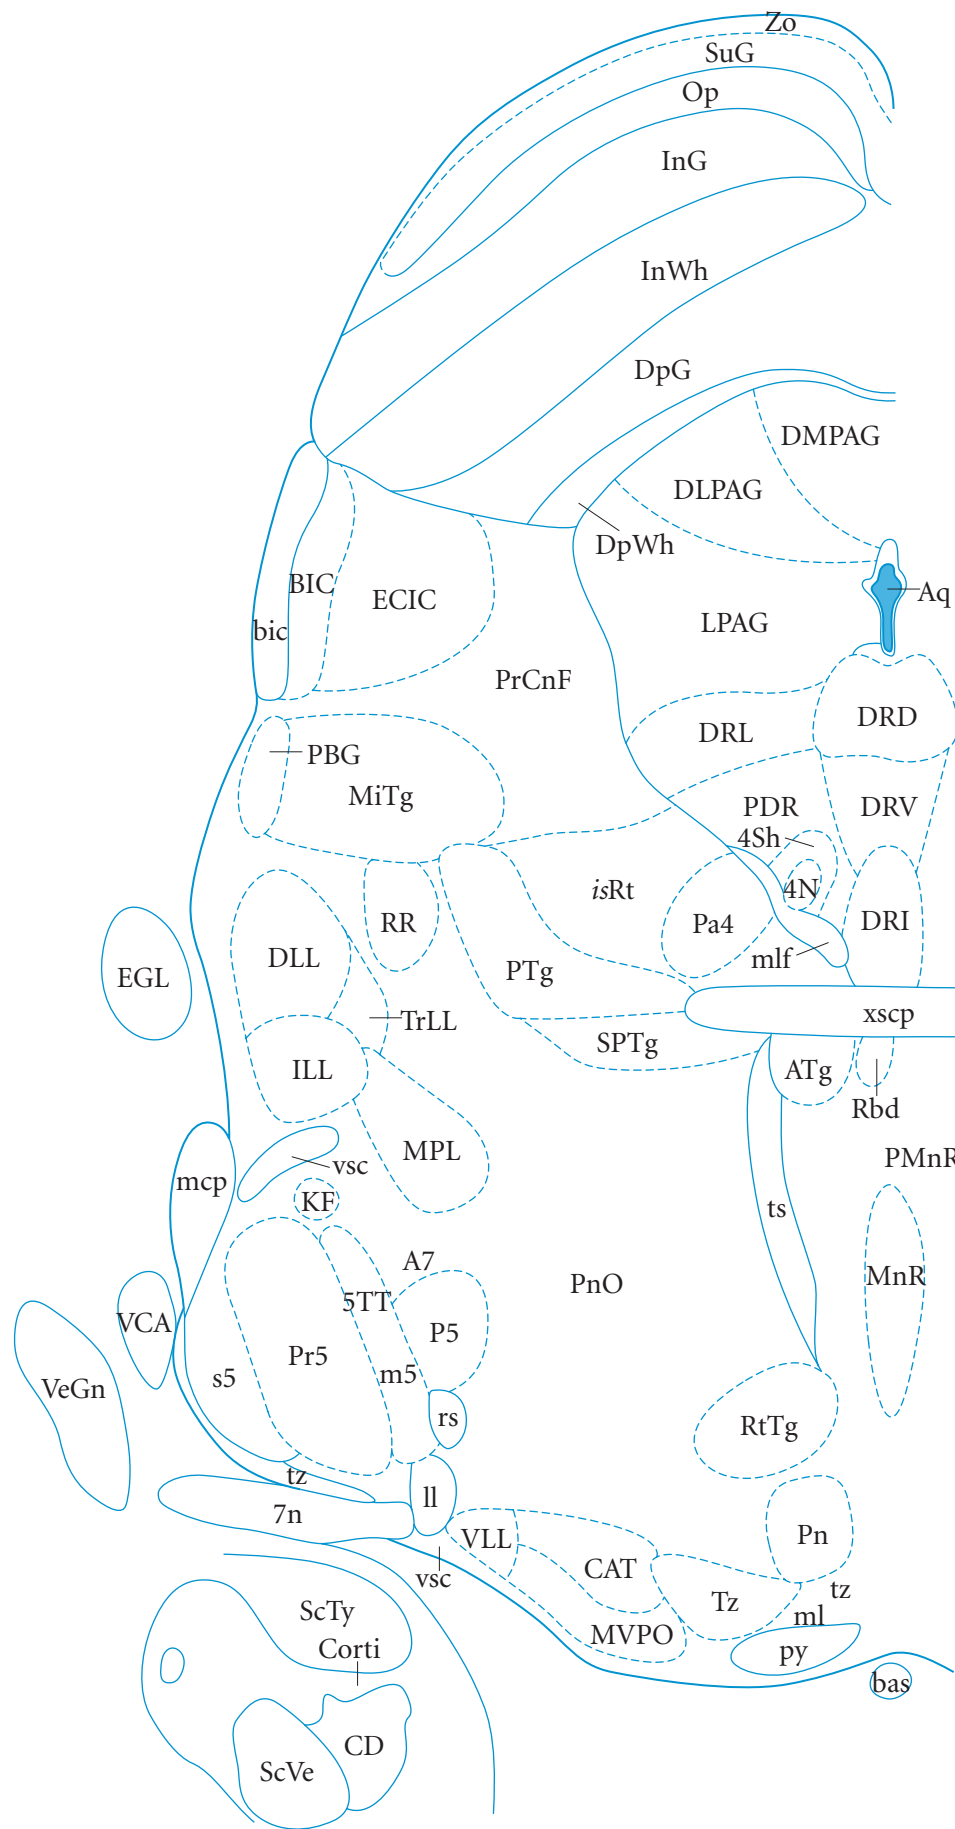 Zo
SuG
Op
InG
InWh
DpG
DMPAG
DLPAG
DpWh
BIC
ECIC
Aq
bic
LPAG
PrCnF
DRL
DRD
PBG
MiTg
PDR
DRV
4Sh
isRt
4N
RR
Pa4
DRI
DLL
mlf
EGL
PTg
TrLL
xscp
SPTg
ILL
ATg
Rbd
MPL
vsc
PMnR
mcp
KF
ts
A7
PnO
MnR
5TT
VCA
P5
Pr5
s5
m5
VeGn
rs
RtTg
tz
ll
7n
VLL
Pn
vsc
CAT
tz
Tz
ScTy
ml
MVPO
Corti
py
bas
CD
ScVe